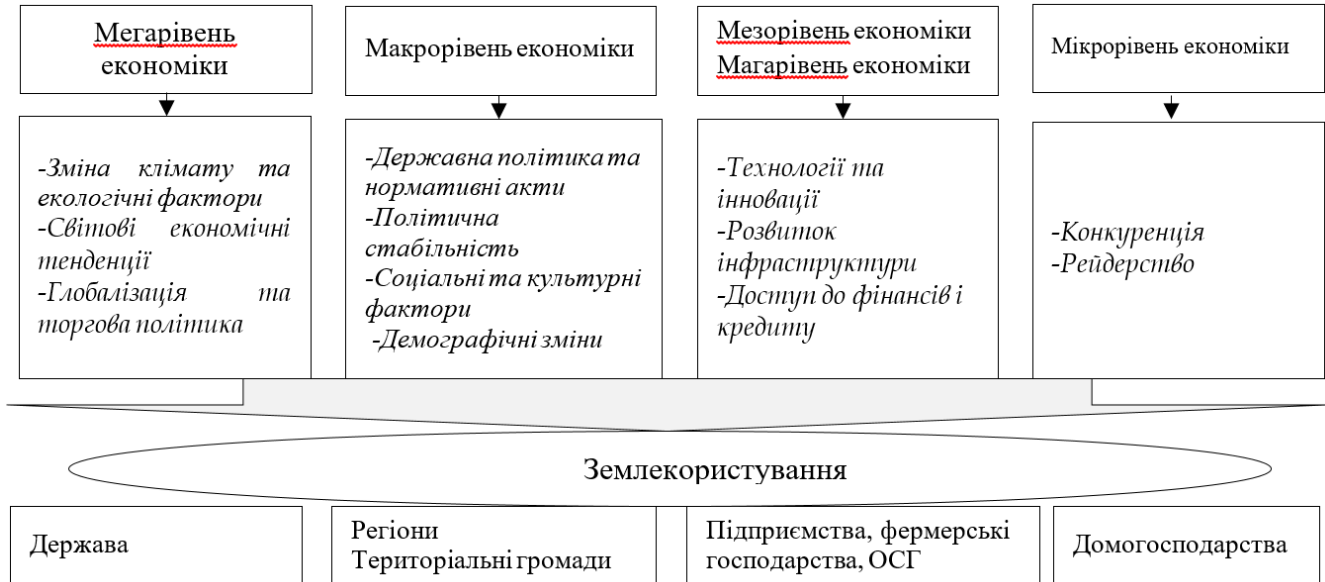 Мегарівень
економіки
Макрорівень економіки
Мезорівень економіки
Магарівень економіки
Мікрорівень економіки
-Зміна клімату та
екологічні фактори
-Світові економічні
тенденції
-Глобалізація та
торгова політика
-Державна політика та
нормативні акти
-Політична
стабільність
-Соціальні та культурні
фактори
-Демографічні зміни
-Технології та
інновації
-Розвиток
інфраструктури
-Доступ до фінансів і
кредиту
-Конкуренція
-Рейдерство
Землекористування
Держава
Регіони
Територіальні громади
Підприємства, фермерські
господарства, ОСГ
Домогосподарства